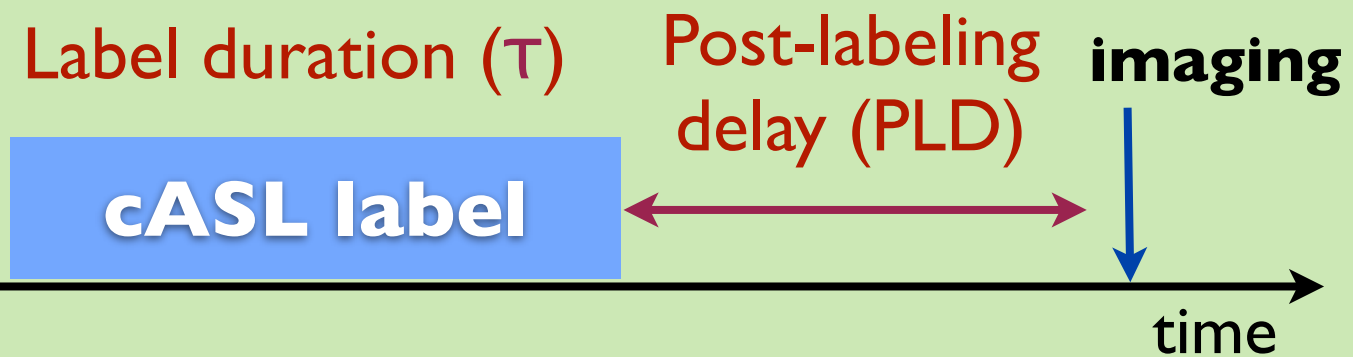 Label duration (τ)
Post-labeling
delay (PLD)
imaging
cASL label
time